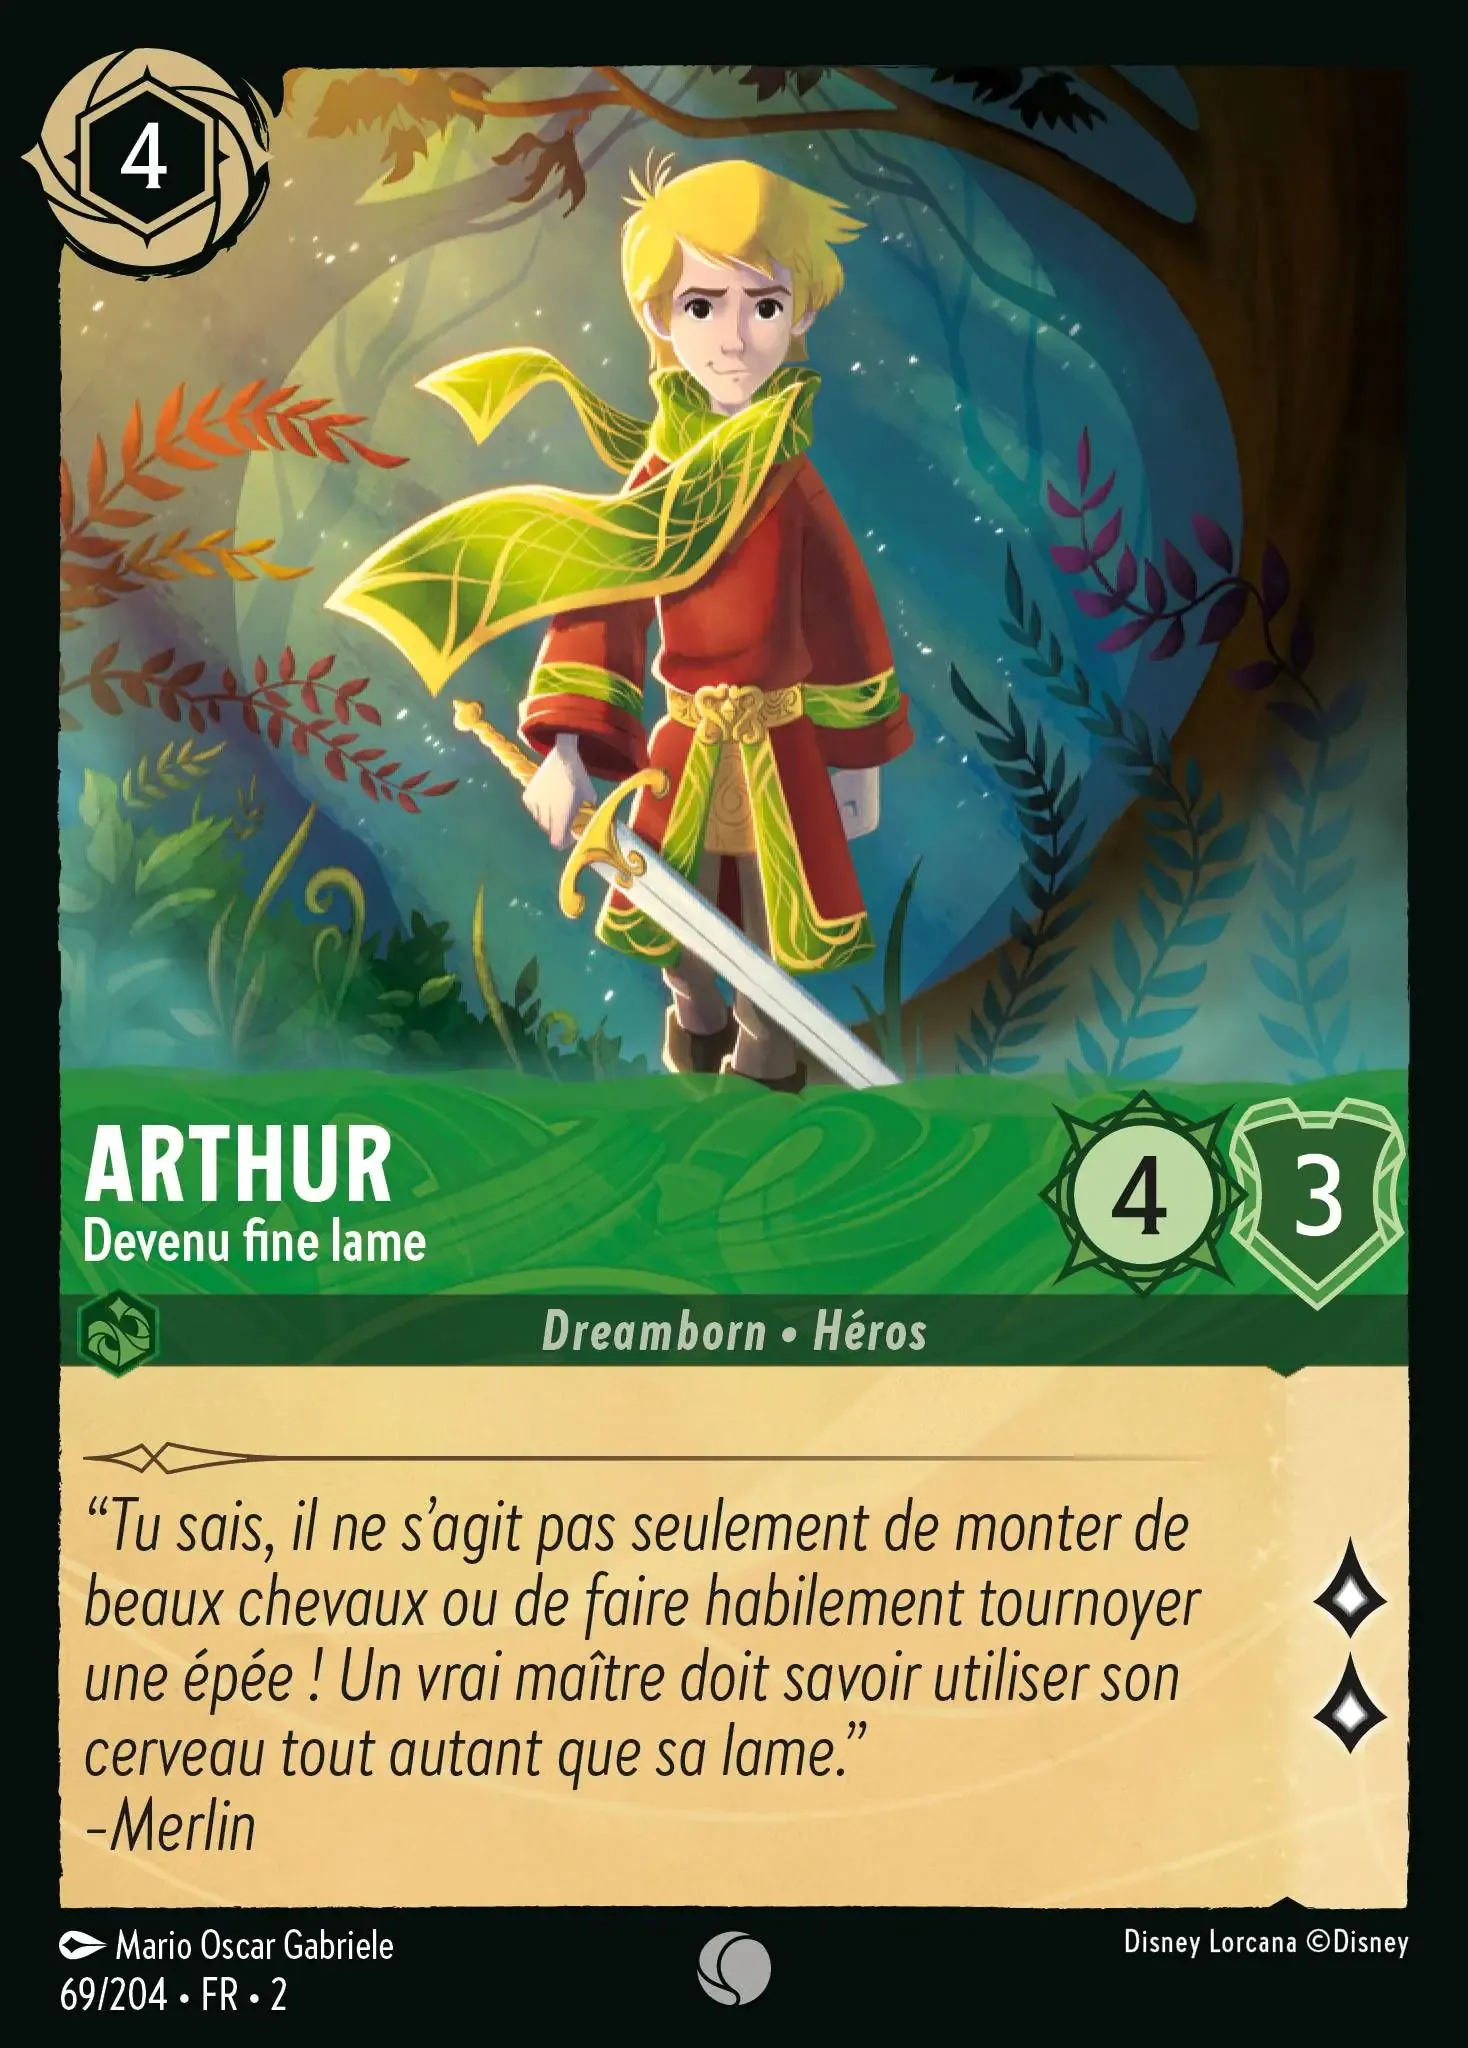 4
ARTHUR
Devenu fine lame
4
3
Dreamborn • Héros
“Tu sais, il ne s’agit pas seulement de monter de
beaux chevaux ou de faire habilement tournoyer
une épée ! Un vrai maître doit savoir utiliser son
cerveau tout autant que sa lame.”
–Merlin
Mario Oscar Gabriele
Disney Lorcana ©Disney
69/204 • FR • 2